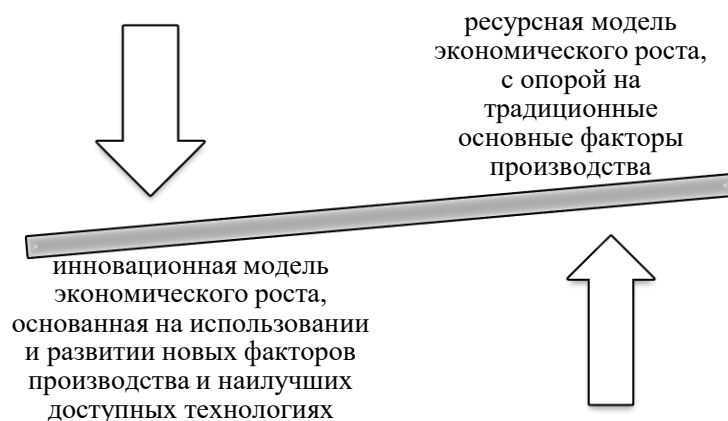 ресурсная модель
экономического роста,
с опорой на
традиционные
основные факторы
производства
инновационная модель
экономического роста,
основанная на использовании
и развитии новых факторов
производства и наилучших
доступных технологиях